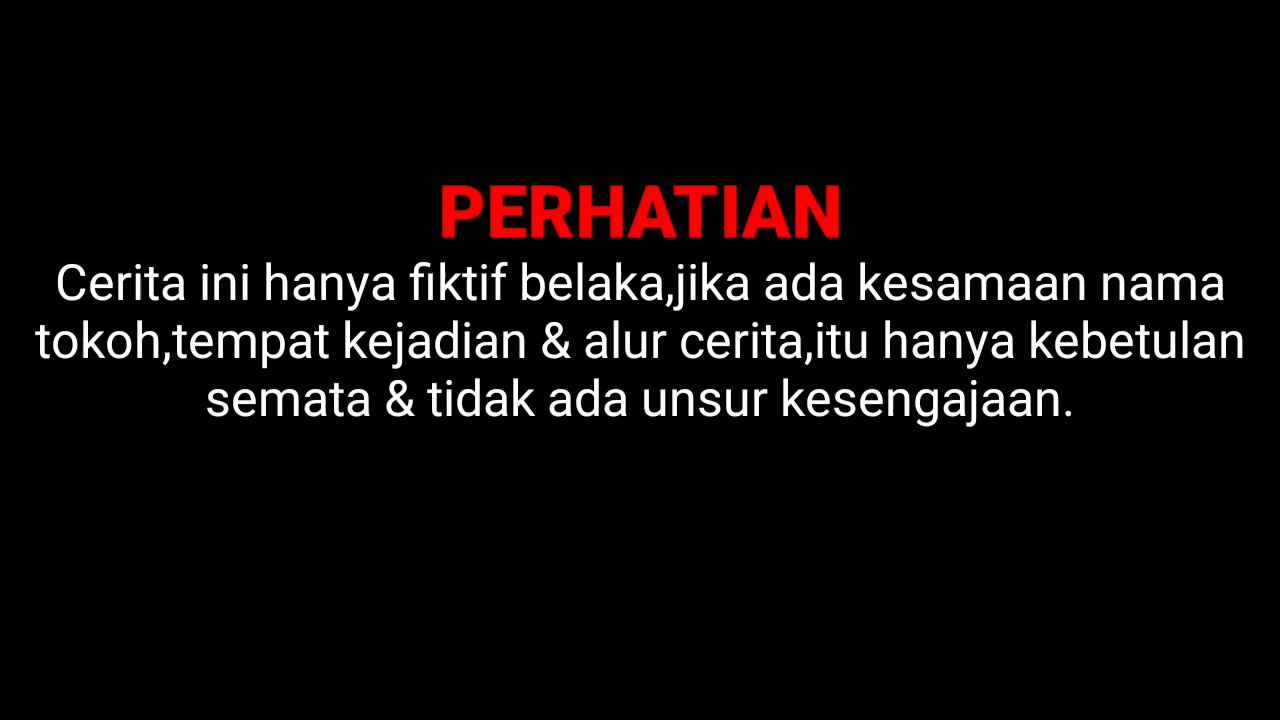 PERHATIAN
Cerita ini hanya fiktif belaka,jika ada kesamaan nama
tokoh,tempat kejadian & alur cerita,itu hanya kebetulan
semata & tidak ada unsur kesengajaan.